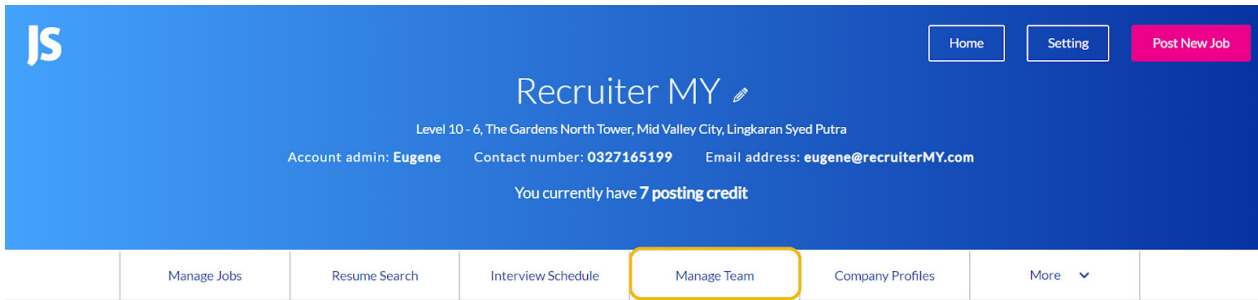 JS
Home Setting Post New Job
Recruiter MY
Level 10 - 6, The Gardens North Tower, Mid Valley City, Lingkaran Syed Putra
Account admin: Eugene Contact number: 0327165199 Email address: eugene@recruiterMY.com
You currently have 7 posting credit
Manage Jobs Resume Search Interview Schedule Manage Team Company Profiles More